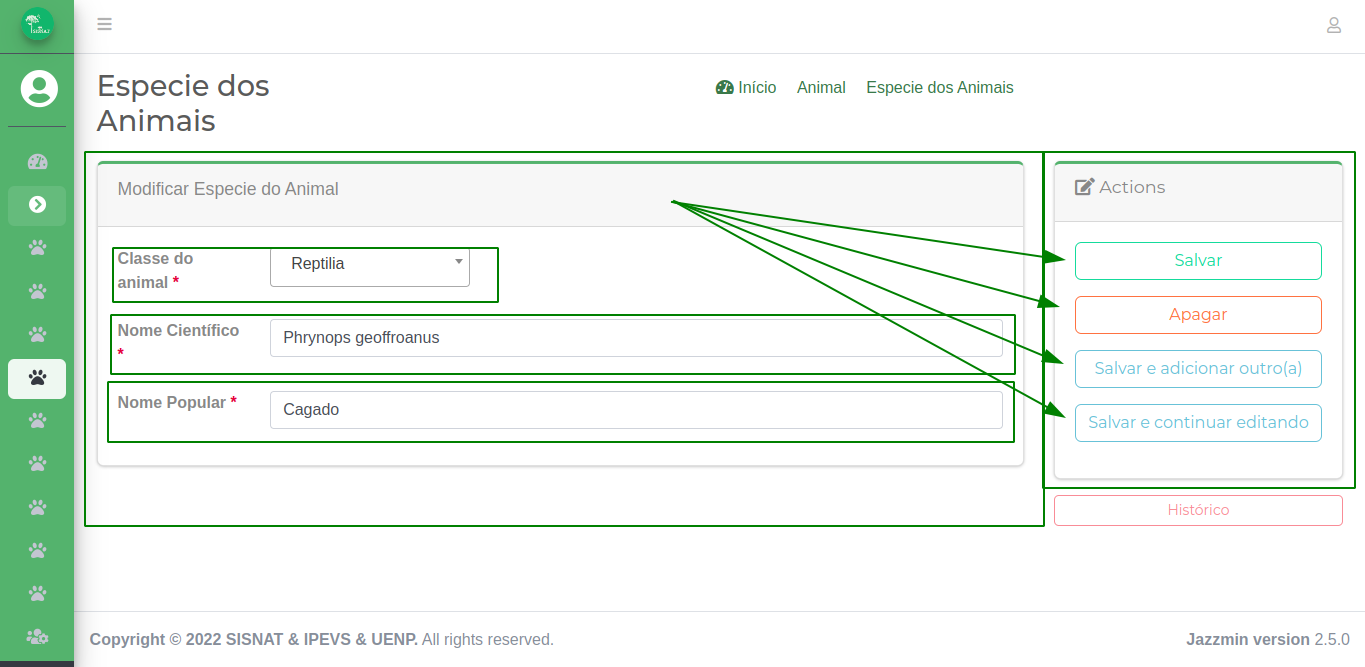 SISNAT
Especie dos
Animais
Início Animal Especie dos Animais
Modificar Especie do Animal
Classe do
animal *
Reptilia
Nome Científico
*
Phrynops geoffroanus
Nome Popular *
Cagado
Actions
Salvar
Apagar
Salvar e adicionar outro(a)
Salvar e continuar editando
Histórico
Copyright © 2022 SISNAT & IPEVS & UENP. All rights reserved.
Jazzmin version 2.5.0